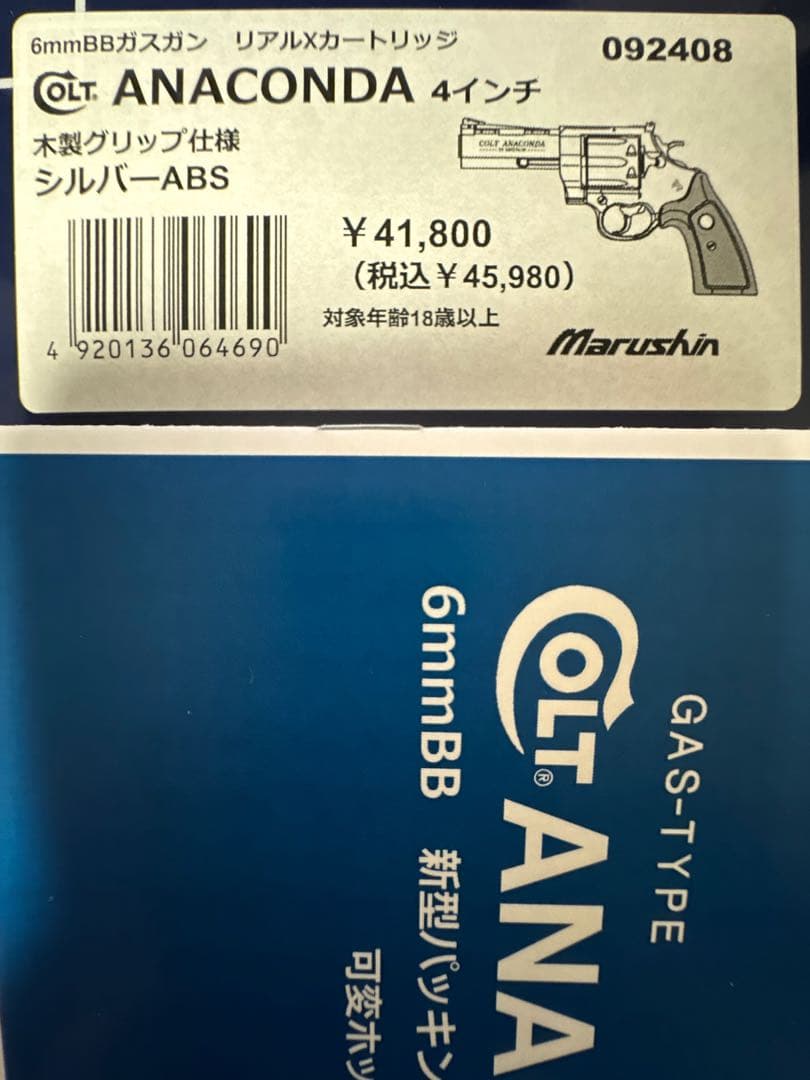 6mmBBガスガン リアルXカートリッジ
092408
COLT. ANACONDA 4インチ
木製グリップ仕様
シルバーABS
COLT ANACONDA
￥41,800
（税込￥45,980）
対象年齢18歳以上
4 920136 064690
Marushin
GAS-TYPE
COLT® ANA
6mmBB 新型パッキン
可変ホッ